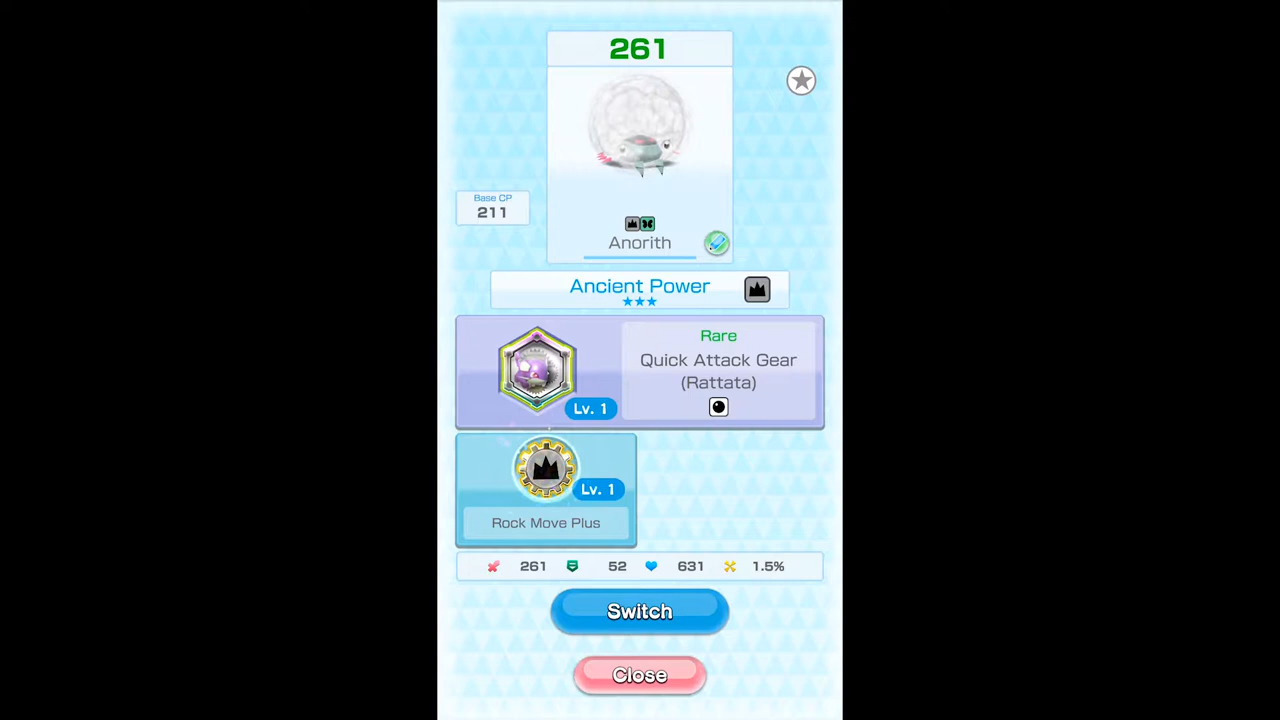 261
Base CP
211
Anorith
Ancient Power
Rare
Quick Attack Gear
(Rattata)
Lv. 1
Lv. 1
Rock Move Plus
261 52 631 1.5%
Switch
Close